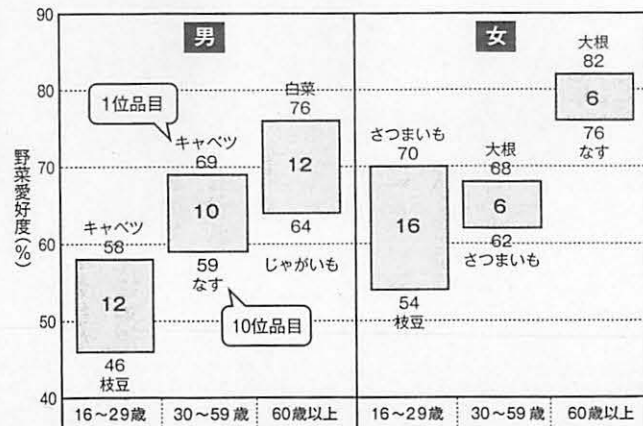 野菜愛好度(%)
90
80
70
60
50
40
男
1位品目
キャベツ
58
12
46
枝豆
キャベツ
69
10
59
なす
10位品目
白菜
76
12
64
じゃがいも
女
さつまいも
70
16
54
枝豆
大根
68
6
62
さつまいも
大根
82
6
76
なす
16〜29歳
30〜59歳
60歳以上
16〜29歳
30〜59歳
60歳以上